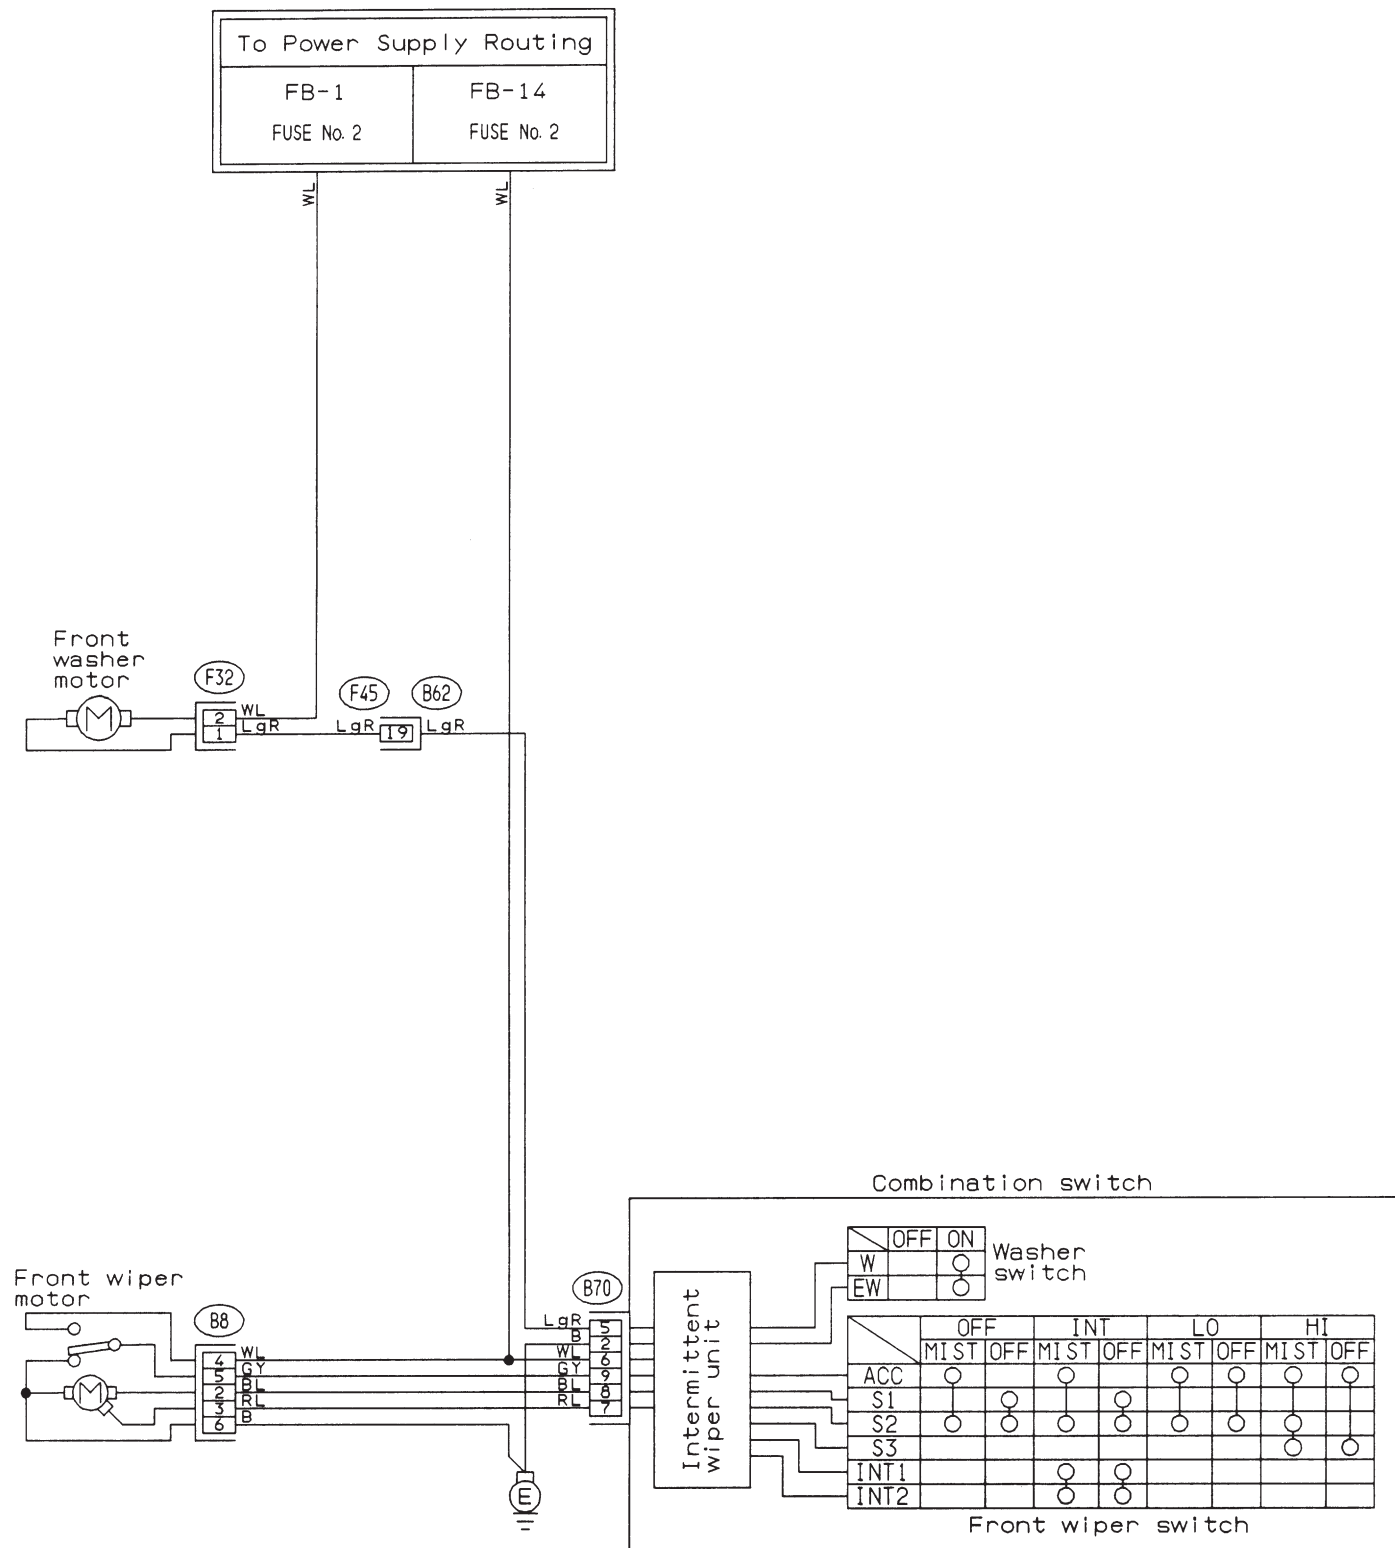 To Power Supply Routing
FB-1
FB-14
FUSE No. 2
FUSE No. 2
WL
WL
Front
washer
motor
F32
F45
B62
M
2
WL
1
LgR
LgR
19
LgR
Combination switch
OFF
ON
W
EW
Washer
switch
Front wiper
motor
B8
B70
M
4
WL
5
GY
2
BL
3
RL
6
B
LgR
5
B
2
WL
6
GY
9
BL
8
RL
7
E
Intermittent
wiper unit
OFF
INT
LO
HI
MIST
OFF
MIST
OFF
MIST
OFF
MIST
OFF
ACC
S1
S2
S3
INT1
INT2
Front wiper switch